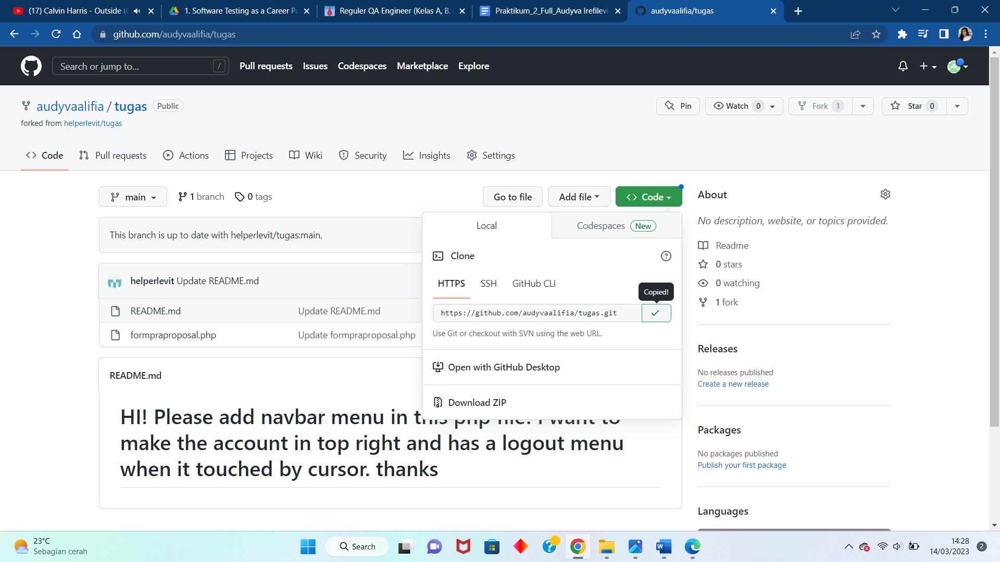 (17) Calvin Harris - Outside (
1. Software Testing as a Career Pa
Reguler QA Engineer (Kelas A, B,
Praktikum_2_Full_Audyva Irefilevi
audyvaalifia/tugas
github.com/audyvaalifia/tugas
Search or jump to...
/
Pull requests
Issues
Codespaces
Marketplace
Explore
audyvaalifia / tugas
Public
Pin
Watch 0
Fork 1
Star 0
forked from helperlevit/tugas
Code
Pull requests
Actions
Projects
Wiki
Security
Insights
Settings
main
1 branch
0 tags
Go to file
Add file
Code
This branch is up to date with helperlevit/tugas:main.
helperlevit Update README.md
README.md
Update README.md
formpraproposal.php
Update formpraproposal.php
Local
Codespaces
New
Clone
HTTPS
SSH
GitHub CLI
Copied!
https://github.com/audyvaalifia/tugas.git
Use Git or checkout with SVN using the web URL.
Open with GitHub Desktop
Download ZIP
README.md
HI! Please add navbar menu in this php file! I want to
make the account in top right and has a logout menu
when it touched by cursor. thanks
About
No description, website, or topics provided.
Readme
0 stars
0 watching
1 fork
Releases
No releases published
Create a new release
Packages
No packages published
Publish your first package
Languages
23°C
Sebagian cerah
Search
14:28
14/03/2023
2